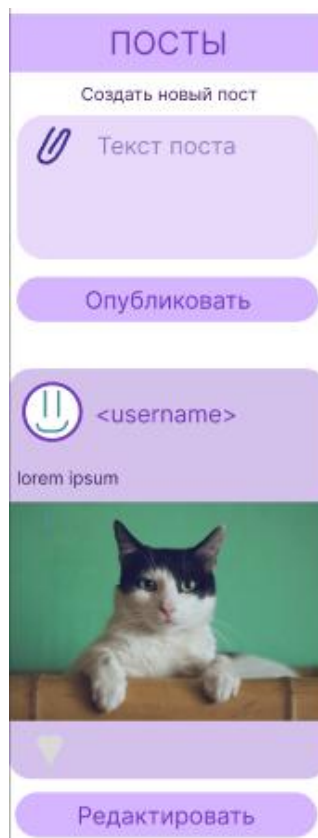 ПОСТЫ
Создать новый пост
Текст поста
Опубликовать
<username>
lorem ipsum
Редактировать